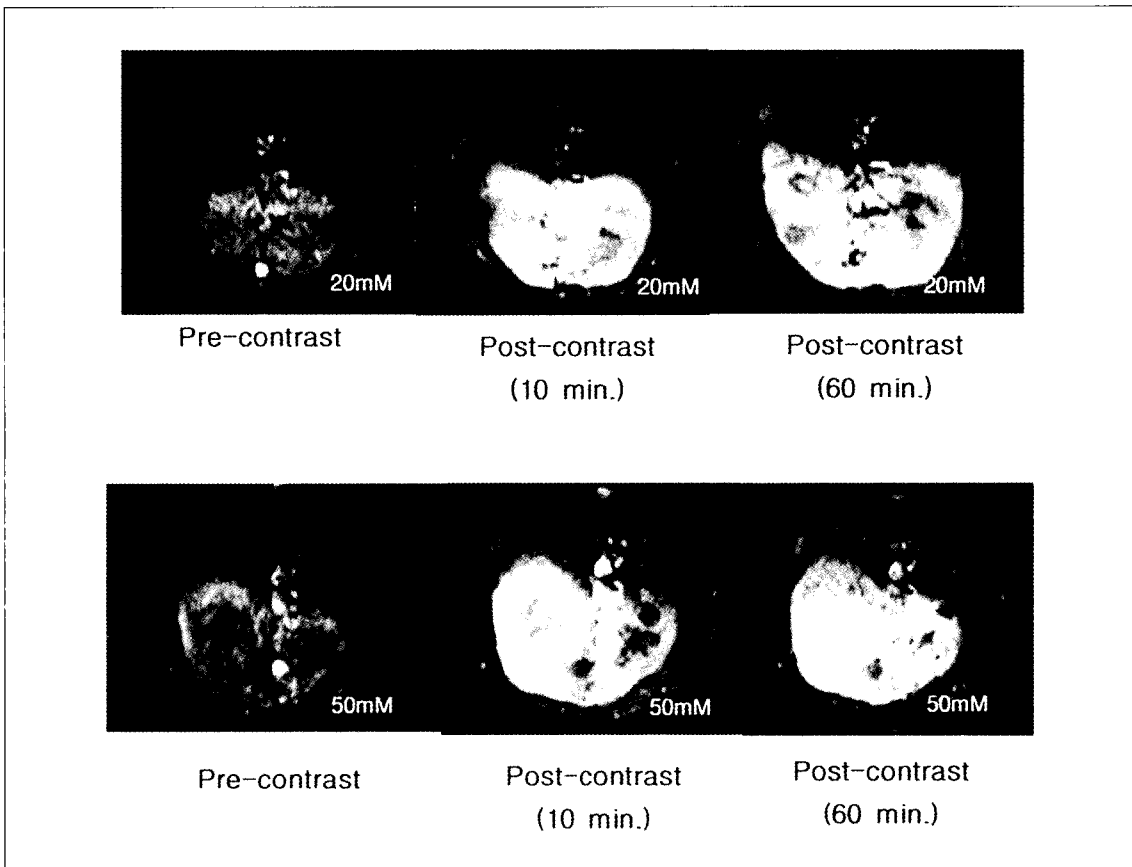 20mM
20mM
20mM
Pre-contrast
Post-contrast
(10 min.)
Post-contrast
(60 min.)
50mM
50mM
50mM
Pre-contrast
Post-contrast
(10 min.)
Post-contrast
(60 min.)